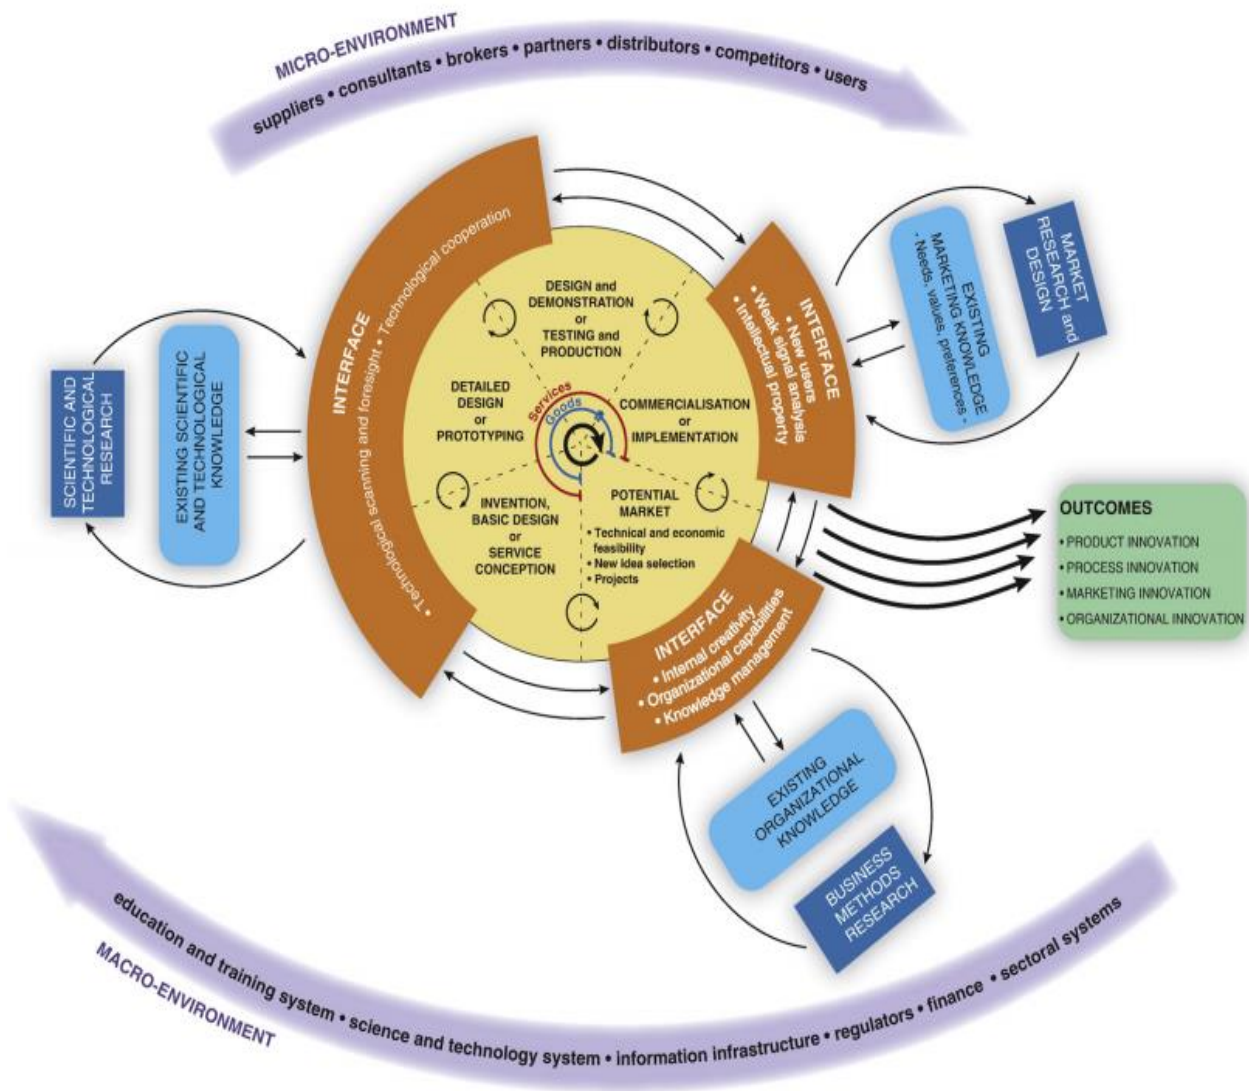 MICRO-ENVIRONMENT
suppliers • consultants • brokers • partners • distributors • competitors • users
INTERFACE
• Technological scanning and foresight • Technological cooperation
SCIENTIFIC AND
TECHNOLOGICAL
RESEARCH
EXISTING SCIENTIFIC
AND TECHNOLOGICAL
KNOWLEDGE
DESIGN and
DEMONSTRATION
or
TESTING and
PRODUCTION
DETAILED
DESIGN
or
PROTOTYPING
Services
Goods
COMMERCIALISATION
or
IMPLEMENTATION
INVENTION,
BASIC DESIGN
or
SERVICE
CONCEPTION
POTENTIAL
MARKET
• Technical and economic
feasibility
• New idea selection
• Projects
INTERFACE
• New users
• Weak signal analysis
• Intellectual property
EXISTING
MARKETING KNOWLEDGE
- Needs, values, preferences -
MARKET
RESEARCH and
DESIGN
OUTCOMES
• PRODUCT INNOVATION
• PROCESS INNOVATION
• MARKETING INNOVATION
• ORGANIZATIONAL INNOVATION
INTERFACE
• Internal creativity
• Organizational capabilities
• Knowledge management
EXISTING
ORGANIZATIONAL
KNOWLEDGE
BUSINESS
METHODS
RESEARCH
education and training system • science and technology system • information infrastructure • regulators • finance • sectoral systems
MACRO-ENVIRONMENT